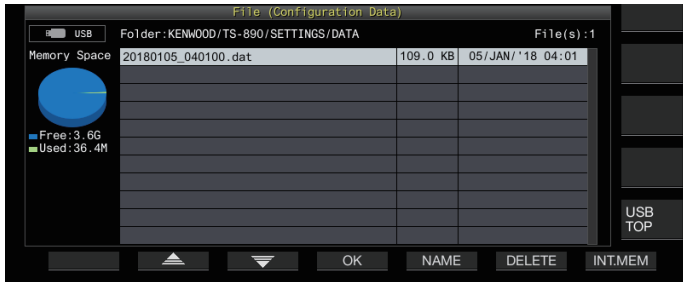 File (Configuration Data)
USB Folder:KENWOOD/TS-890/SETTINGS/DATA File(s):1
Memory Space 20180105_040100.dat 109.0 KB 05/JAN/'18 04:01
Free:3.6G
Used:36.4M
USB
TOP
OK NAME DELETE INT.MEM